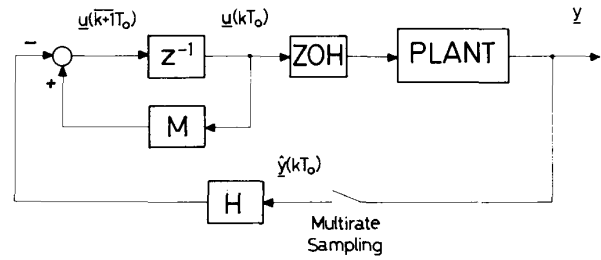 u(k+1T₀)
u(kT₀)
y
−
z⁻¹
ZOH
PLANT
+
M
ŷ(kT₀)
H
Multirate
Sampling